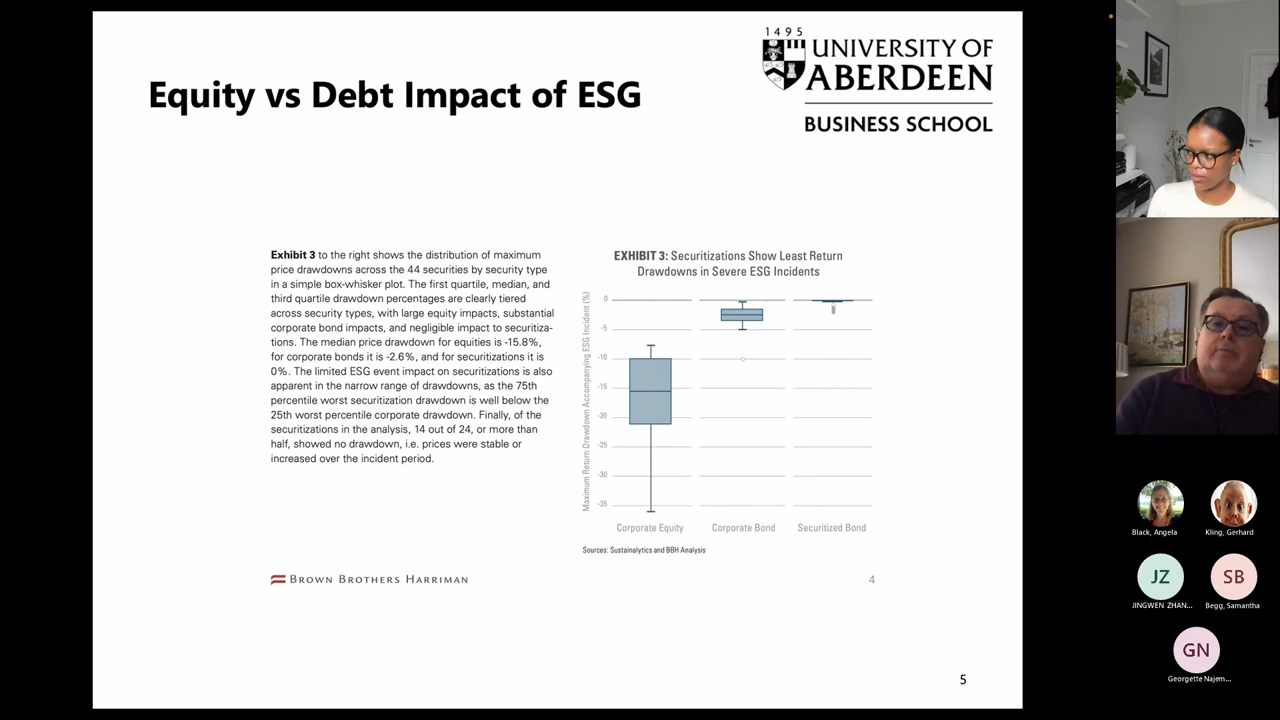 Equity vs Debt Impact of ESG
1495
UNIVERSITY OF
ABERDEEN
BUSINESS SCHOOL
Exhibit 3 to the right shows the distribution of maximum
price drawdowns across the 44 securities by security type
in a simple box-whisker plot. The first quartile, median, and
third quartile drawdown percentages are clearly tiered
across security types, with large equity impacts, substantial
corporate bond impacts, and negligible impact to securitiza-
tions. The median price drawdown for equities is -15.8%,
for corporate bonds it is -2.6%, and for securitizations it is
0%. The limited ESG event impact on securitizations is also
apparent in the narrow range of drawdowns, as the 75th
percentile worst securitization drawdown is well below the
25th worst percentile corporate drawdown. Finally, of the
securitizations in the analysis, 14 out of 24, or more than
half, showed no drawdown, i.e. prices were stable or
increased over the incident period.
EXHIBIT 3: Securitizations Show Least Return
Drawdowns in Severe ESG Incidents
Maximum Return Drawdown Accompanying ESG Incident (%)
0
-5
-10
-15
-20
-25
-30
-35
Corporate Equity
Corporate Bond
Securitized Bond
Sources: Sustainalytics and BBH Analysis
BROWN BROTHERS HARRIMAN
4
5
Black, Angela
Kling, Gerhard
JZ
SB
JINGWEN ZHAN...
Begg, Samantha
GN
Georgette Najem...